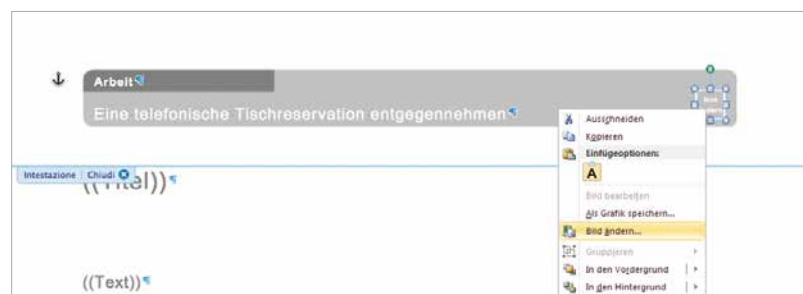 Arbeit
Eine telefonische Tischreservation entgegennehmen
Intestazione Chiudi
((Titel))
((Text))
Ausschneiden
Kopieren
Einfügeoptionen:
A
Bild bearbeiten
Als Grafik speichern...
Bild ändern...
Gruppieren
In den Vordergrund
In den Hintergrund